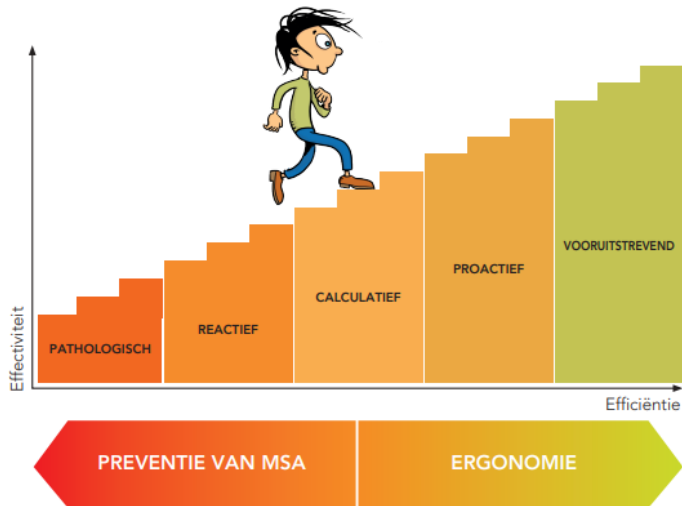 Effectiviteit
PATHOLOGISCH
REACTIEF
CALCULATIEF
PROACTIEF
VOORUITSTREVEND
Efficiëntie
PREVENTIE VAN MSA
ERGONOMIE